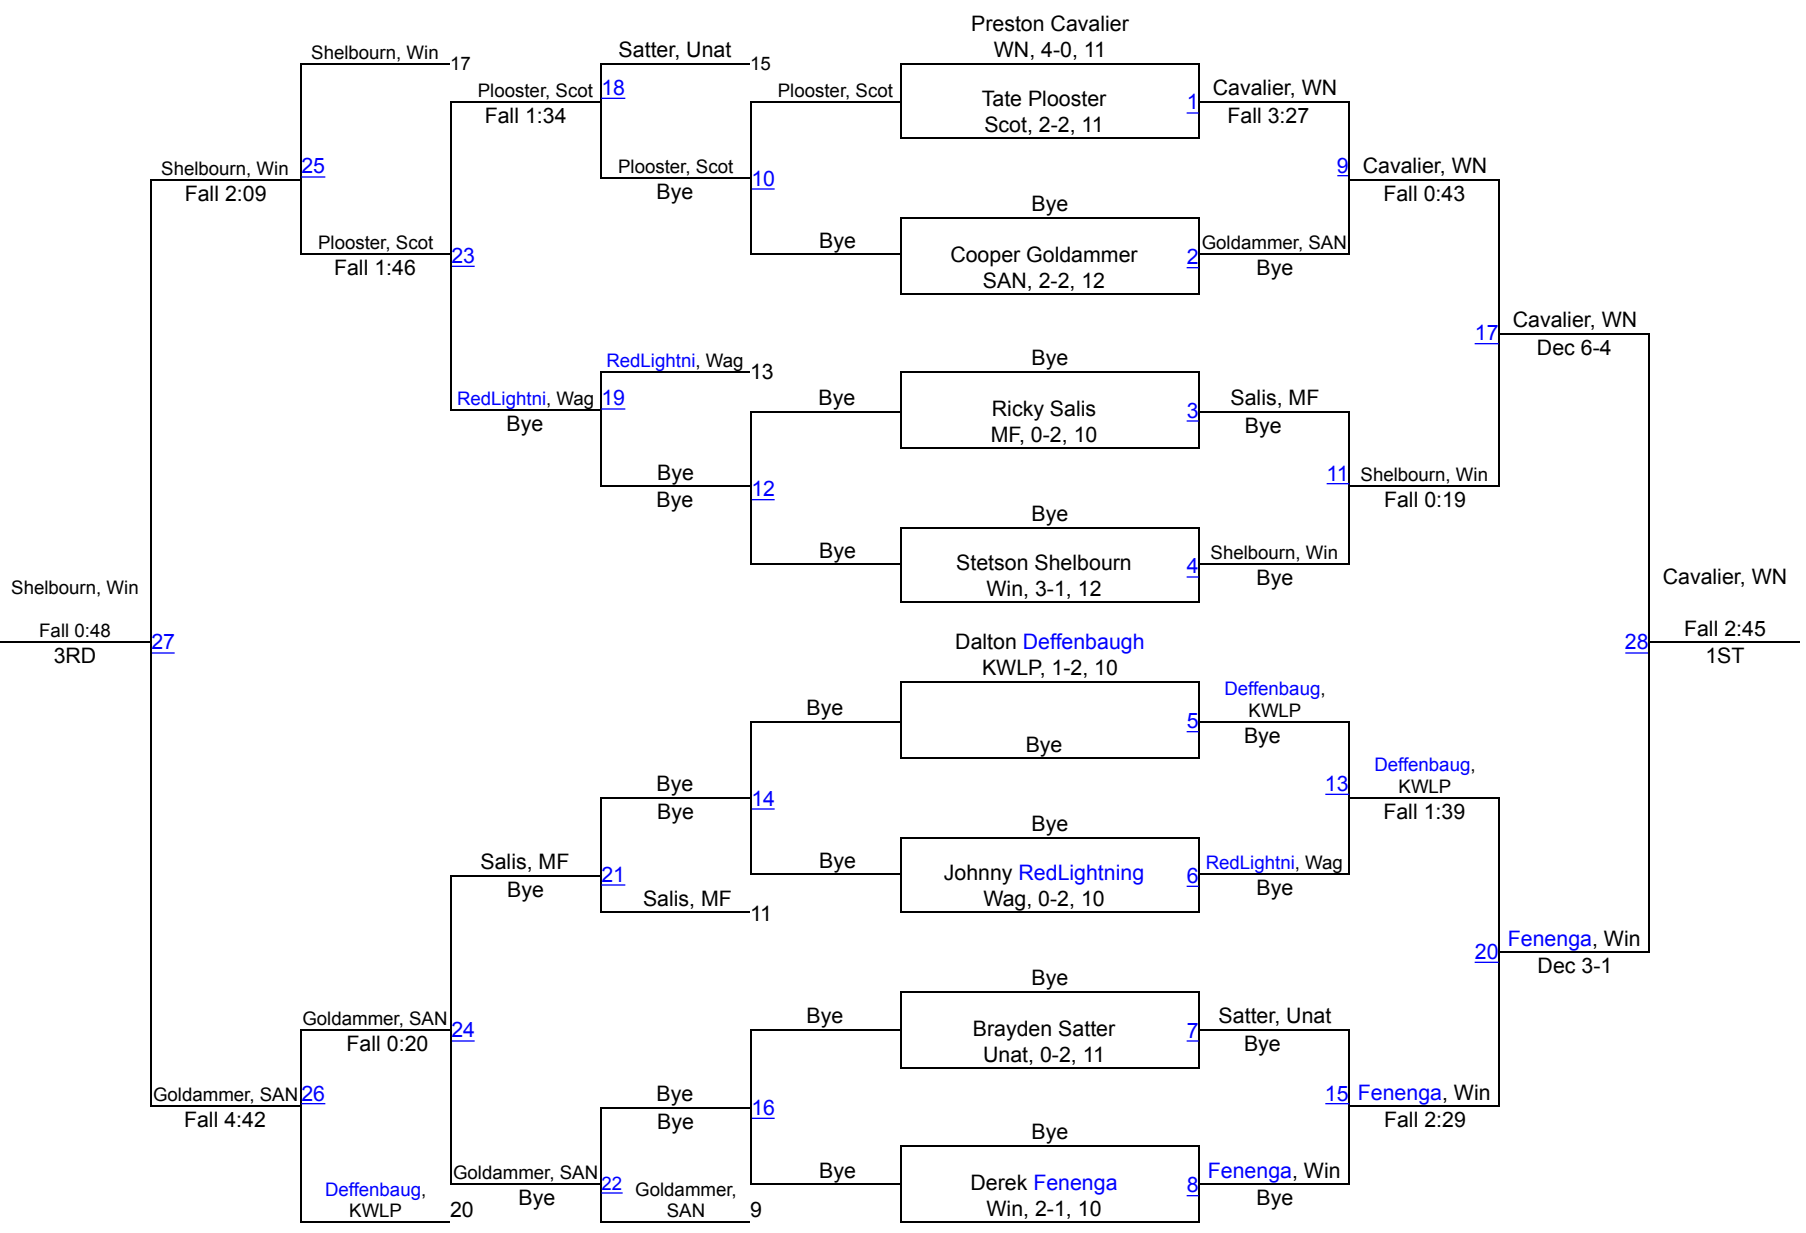 Preston Cavalier
WN, 4-0, 11
Shelbourn, Win
17
Satter, Unat
15
Plooster, Scot
18
Fall 1:34
Plooster, Scot
Tate Plooster
Scot, 2-2, 11
1
Cavalier, WN
Fall 3:27
Shelbourn, Win
25
Fall 2:09
Plooster, Scot
10
Bye
9
Cavalier, WN
Fall 0:43
Plooster, Scot
23
Fall 1:46
Bye
Bye
Cooper Goldammer
SAN, 2-2, 12
2
Goldammer, SAN
Bye
17
Cavalier, WN
Dec 6-4
RedLightni, Wag
13
RedLightni, Wag
19
Bye
Bye
Bye
Ricky Salis
MF, 0-2, 10
3
Salis, MF
Bye
Bye
12
Bye
11
Shelbourn, Win
Fall 0:19
Bye
Bye
Stetson Shelbourn
Win, 3-1, 12
4
Shelbourn, Win
Bye
Shelbourn, Win
Fall 0:48
27
3RD
Cavalier, WN
28
Fall 2:45
1ST
Dalton Deffenbaugh
KWLP, 1-2, 10
Bye
Bye
5
Deffenbaug,
KWLP
Bye
Bye
14
Bye
13
Deffenbaug,
KWLP
Fall 1:39
Salis, MF
21
Bye
Salis, MF
11
Bye
Bye
Johnny RedLightning
Wag, 0-2, 10
6
RedLightni, Wag
Bye
20
Fenenga, Win
Dec 3-1
Goldammer, SAN
24
Fall 0:20
Bye
Bye
Brayden Satter
Unat, 0-2, 11
7
Satter, Unat
Bye
Goldammer, SAN
26
Fall 4:42
Bye
16
Bye
15
Fenenga, Win
Fall 2:29
Deffenbaug,
KWLP
20
Goldammer, SAN
22
Bye
Goldammer,
SAN
9
Bye
Bye
Derek Fenenga
Win, 2-1, 10
8
Fenenga, Win
Bye